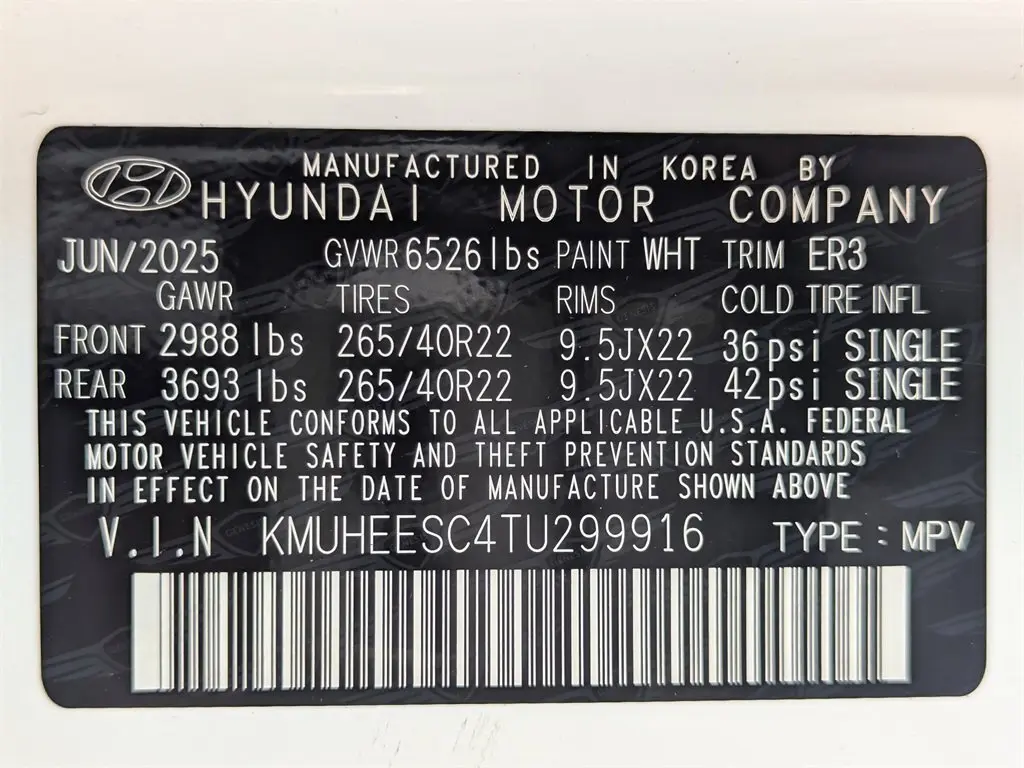 MANUFACTURED IN KOREA BY
HYUNDAI MOTOR COMPANY
JUN/2025 GVWR 6526lbs PAINT WHT TRIM ER3
GAWR TIRES RIMS COLD TIRE INFL
FRONT 2988 lbs 265/40R22 9.5JX22 36psi SINGLE
REAR 3693 lbs 265/40R22 9.5JX22 42psi SINGLE
THIS VEHICLE CONFORMS TO ALL APPLICABLE U.S.A. FEDERAL
MOTOR VEHICLE SAFETY AND THEFT PREVENTION STANDARDS
IN EFFECT ON THE DATE OF MANUFACTURE SHOWN ABOVE
V.I.N KMUHEESC4TU299916 TYPE : MPV